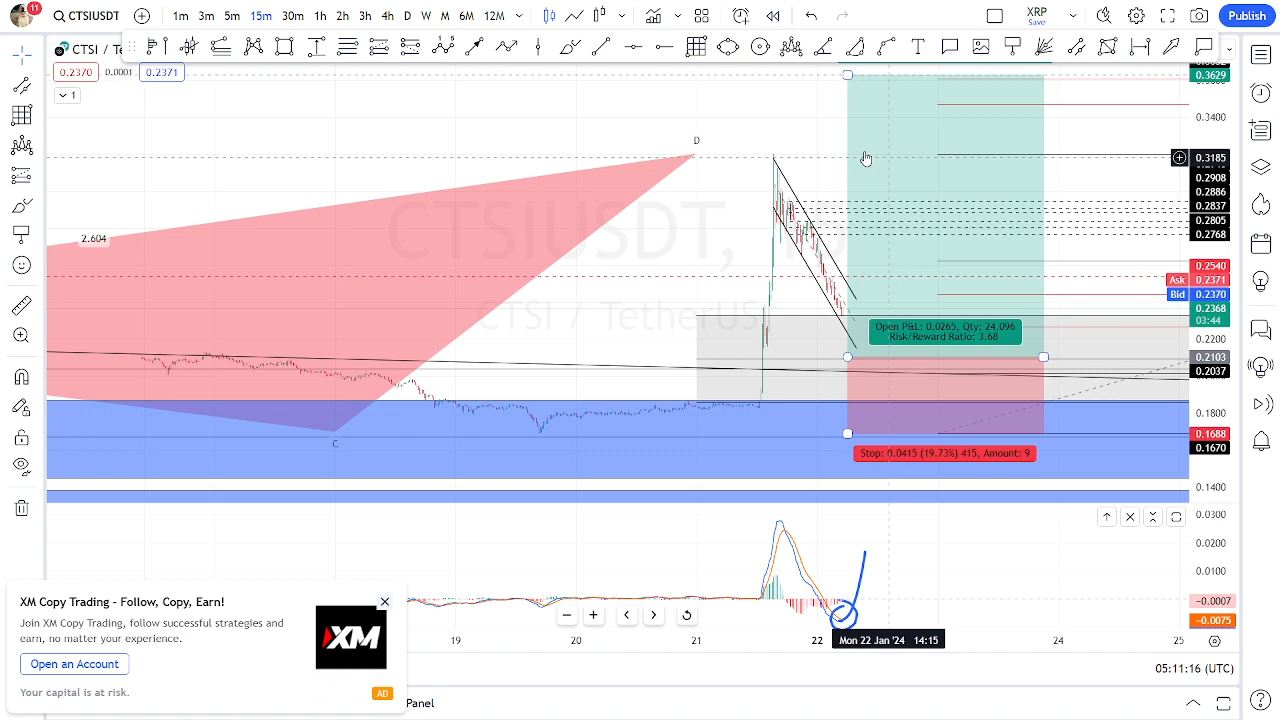 11
CTSIUSDT
1m 3m 5m 15m 30m 1h 2h 3h 4h D W M 6M 12M
XRP
Save
Publish
CTSI / Te
0.2370 0.0001 0.2371
1
0.3629
0.3400
D
0.3185
0.2908
0.2886
0.2837
0.2805
0.2768
2.604
CTSIUSDT, 15
CTSI / TetherUS
0.2540
Ask 0.2371
Bid 0.2370
0.2368
03:44
Open P&L: 0.0265, Qty: 24.096
Risk/Reward Ratio: 3.68
0.2200
0.2103
0.2037
0.1800
0.1688
0.1670
C
Stop: 0.0415 (19.73%) 415, Amount: 9
0.1400
0.0300
0.0200
0.0100
−0.0007
−0.0075
XM Copy Trading - Follow, Copy, Earn!
Join XM Copy Trading, follow successful strategies and
earn, no matter your experience.
XM
Open an Account
Your capital is at risk.
AD
19 20 21 22 Mon 22 Jan '24 14:15 24 25
05:11:16 (UTC)
Panel